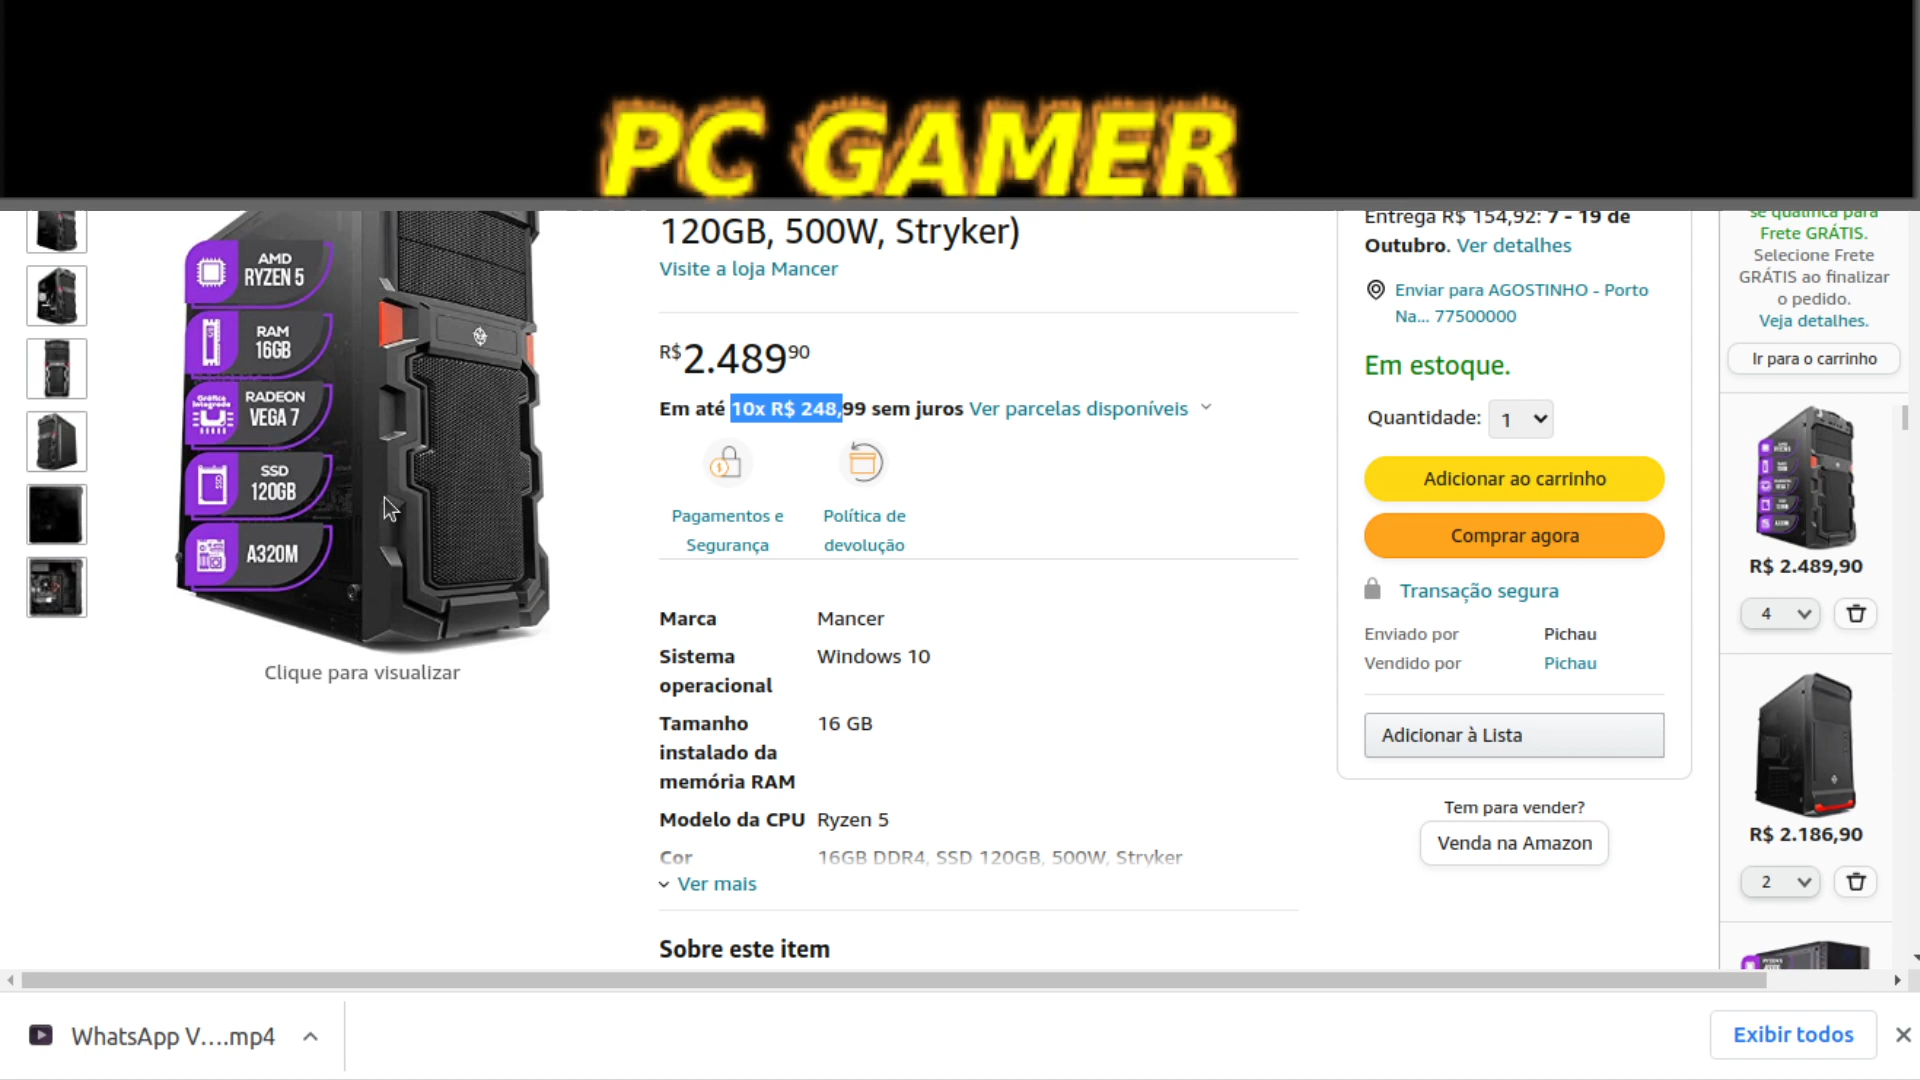 PC GAMER
120GB, 500W, Stryker)
Visite a loja Mancer
R$ 2.489 90
Em até 10x R$ 248,99 sem juros Ver parcelas disponíveis
Pagamentos e
Segurança
Política de
devolução
Marca Mancer
Sistema
operacional Windows 10
Tamanho
instalado da
memória RAM 16 GB
Modelo da CPU Ryzen 5
Cor 16GB DDR4, SSD 120GB, 500W, Stryker
Ver mais
Sobre este item
AMD
RYZEN 5
RAM
16GB
Gráfico
Integrado
RADEON
VEGA 7
SSD
120GB
A320M
Clique para visualizar
Entrega R$ 154,92: 7 - 19 de
Outubro. Ver detalhes
Enviar para AGOSTINHO - Porto
Na... 77500000
Em estoque.
Quantidade: 1
Adicionar ao carrinho
Comprar agora
Transação segura
Enviado por Pichau
Vendido por Pichau
Adicionar à Lista
Tem para vender?
Venda na Amazon
se qualifica para
Frete GRÁTIS.
Selecione Frete
GRÁTIS ao finalizar
o pedido.
Veja detalhes.
Ir para o carrinho
R$ 2.489,90
4
R$ 2.186,90
2
WhatsApp V....mp4
Exibir todos